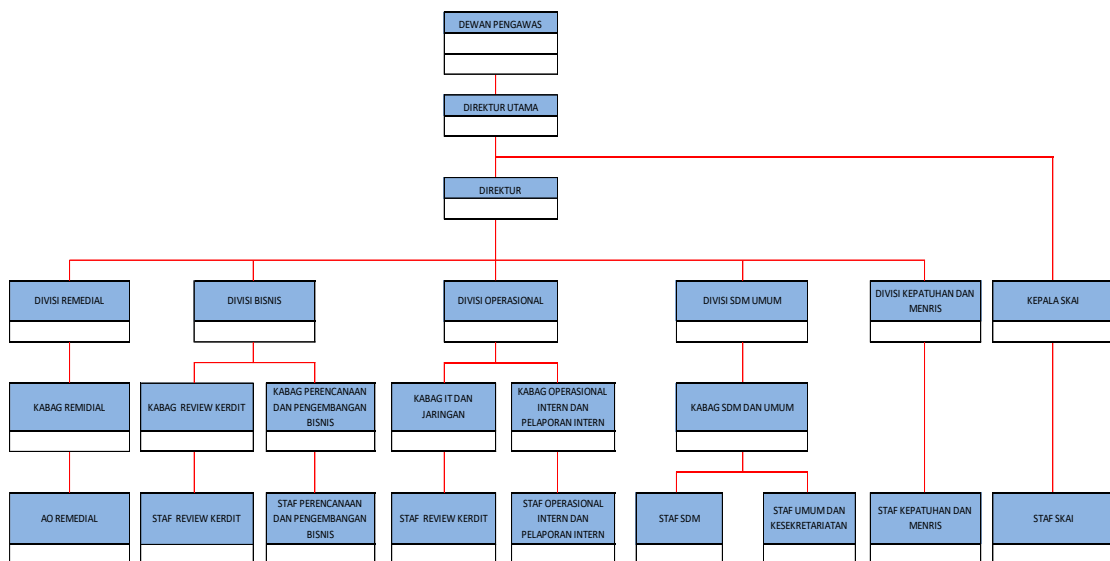 DEWAN PENGAWAS
DIREKTUR UTAMA
DIREKTUR
DIVISI REMEDIAL
DIVISI BISNIS
DIVISI OPERASIONAL
DIVISI SDM UMUM
DIVISI KEPATUHAN DAN
MENRIS
KEPALA SKAI
KABAG REMIDIAL
KABAG REVIEW KERDIT
KABAG PERENCANAAN
DAN PENGEMBANGAN
BISNIS
KABAG IT DAN
JARINGAN
KABAG OPERASIONAL
INTERN DAN
PELAPORAN INTERN
KABAG SDM DAN UMUM
AO REMEDIAL
STAF REVIEW KERDIT
STAF PERENCANAAN
DAN PENGEMBANGAN
BISNIS
STAF REVIEW KERDIT
STAF OPERASIONAL
INTERN DAN
PELAPORAN INTERN
STAF SDM
STAF UMUM DAN
KESEKRETARIATAN
STAF KEPATUHAN DAN
MENRIS
STAF SKAI